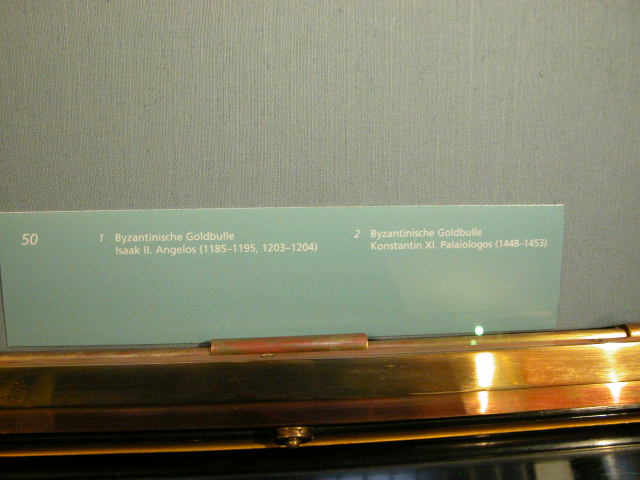 50
1 Byzantinische Goldbulle
Isaak II. Angelos (1185–1195, 1203–1204)
2 Byzantinische Goldbulle
Konstantin XI. Palaiologos (1448–1453)